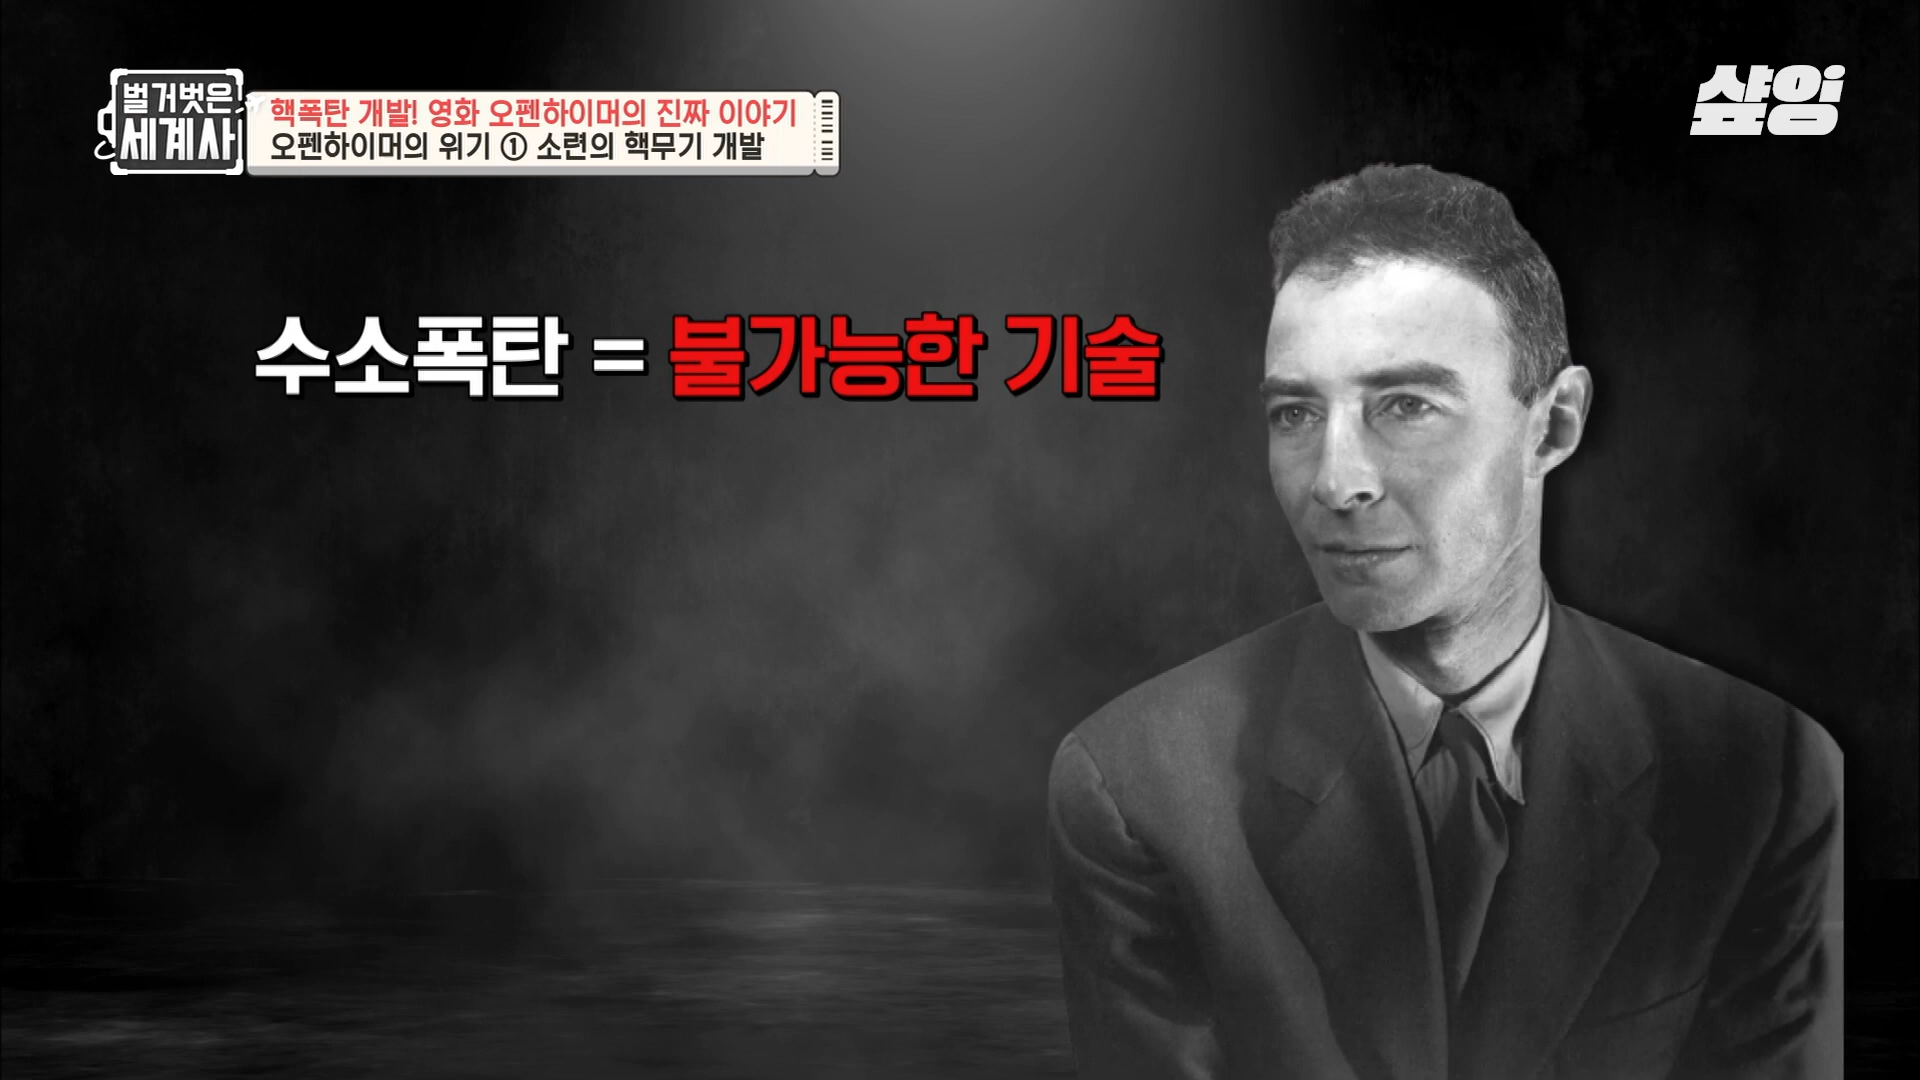 벌거벗은
세계사
핵폭탄 개발! 영화 오펜하이머의 진짜 이야기
오펜하이머의 위기 ① 소련의 핵무기 개발
샾잉
수소폭탄 = 불가능한 기술